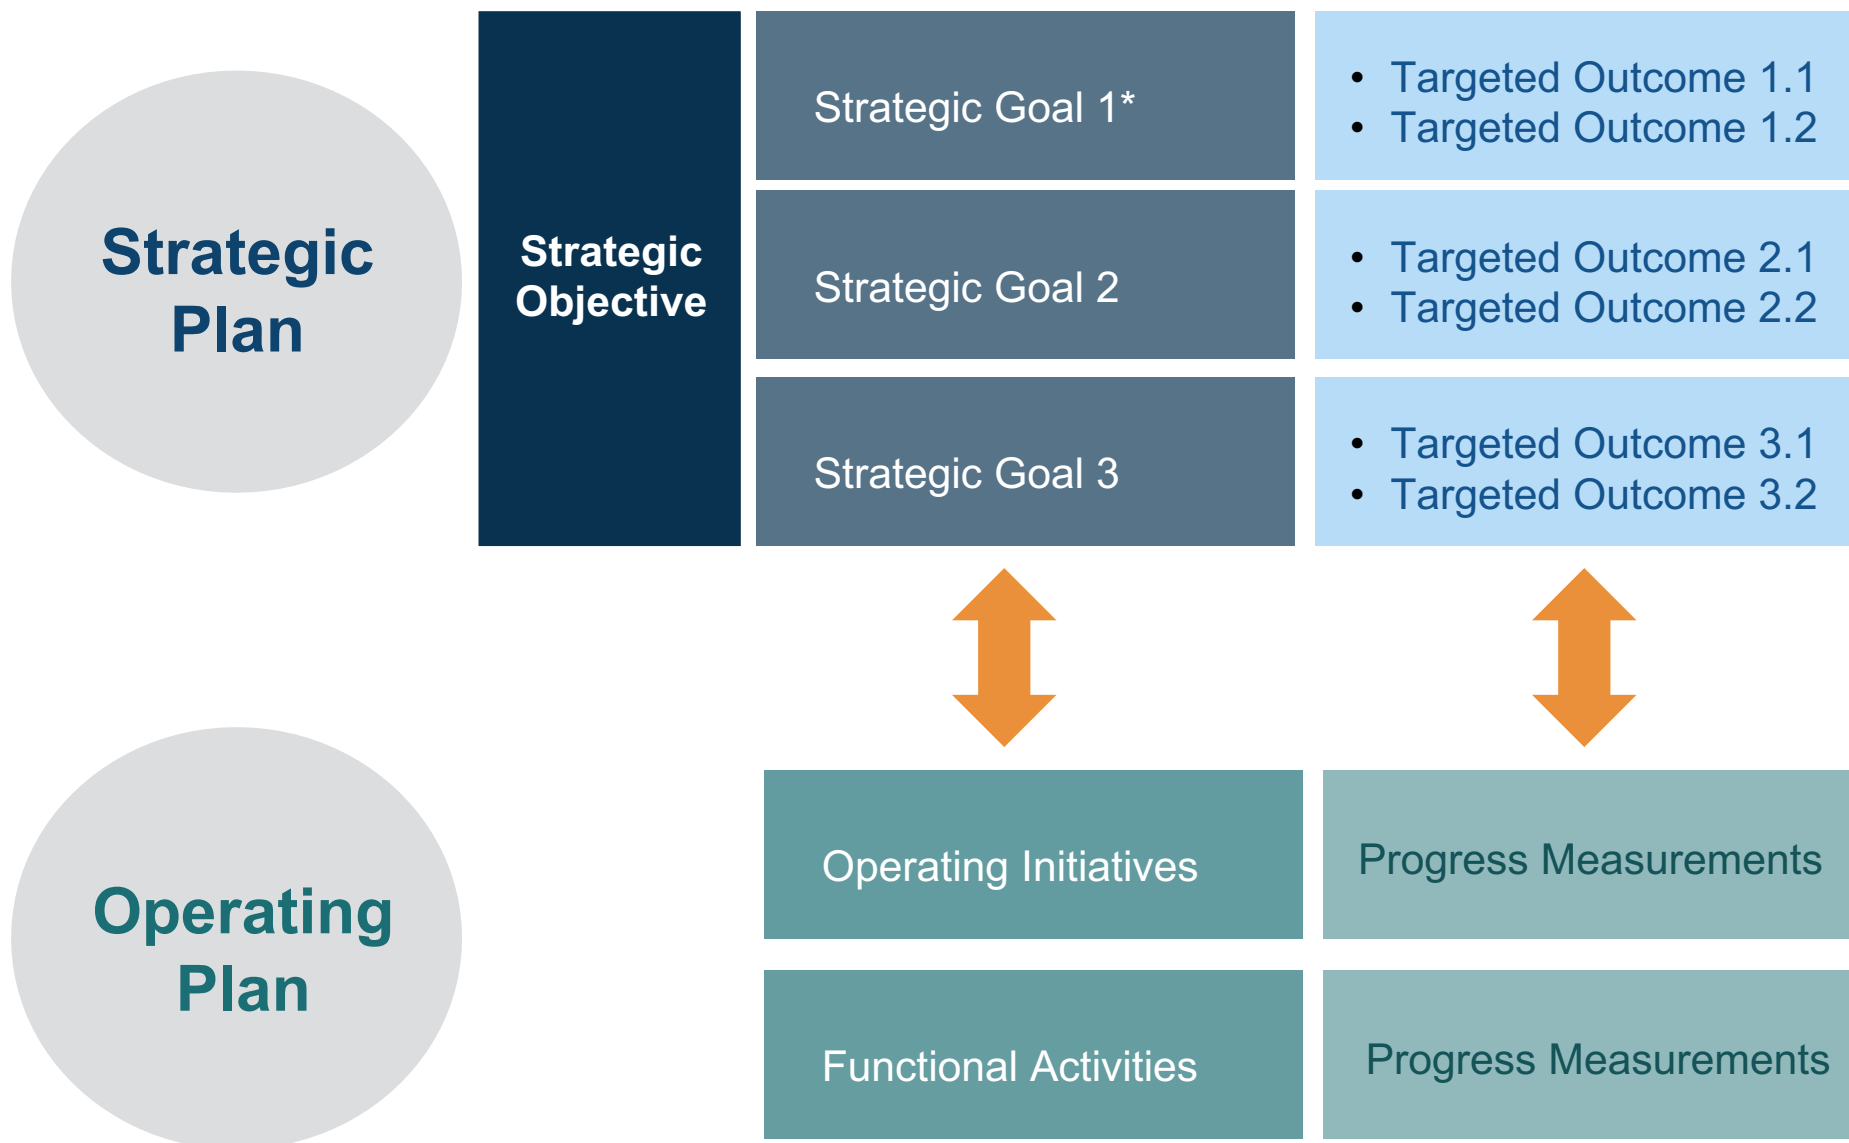 Strategic
Plan
Strategic
Objective
Strategic Goal 1*
• Targeted Outcome 1.1
• Targeted Outcome 1.2
Strategic Goal 2
• Targeted Outcome 2.1
• Targeted Outcome 2.2
Strategic Goal 3
• Targeted Outcome 3.1
• Targeted Outcome 3.2
Operating
Plan
Operating Initiatives
Progress Measurements
Functional Activities
Progress Measurements